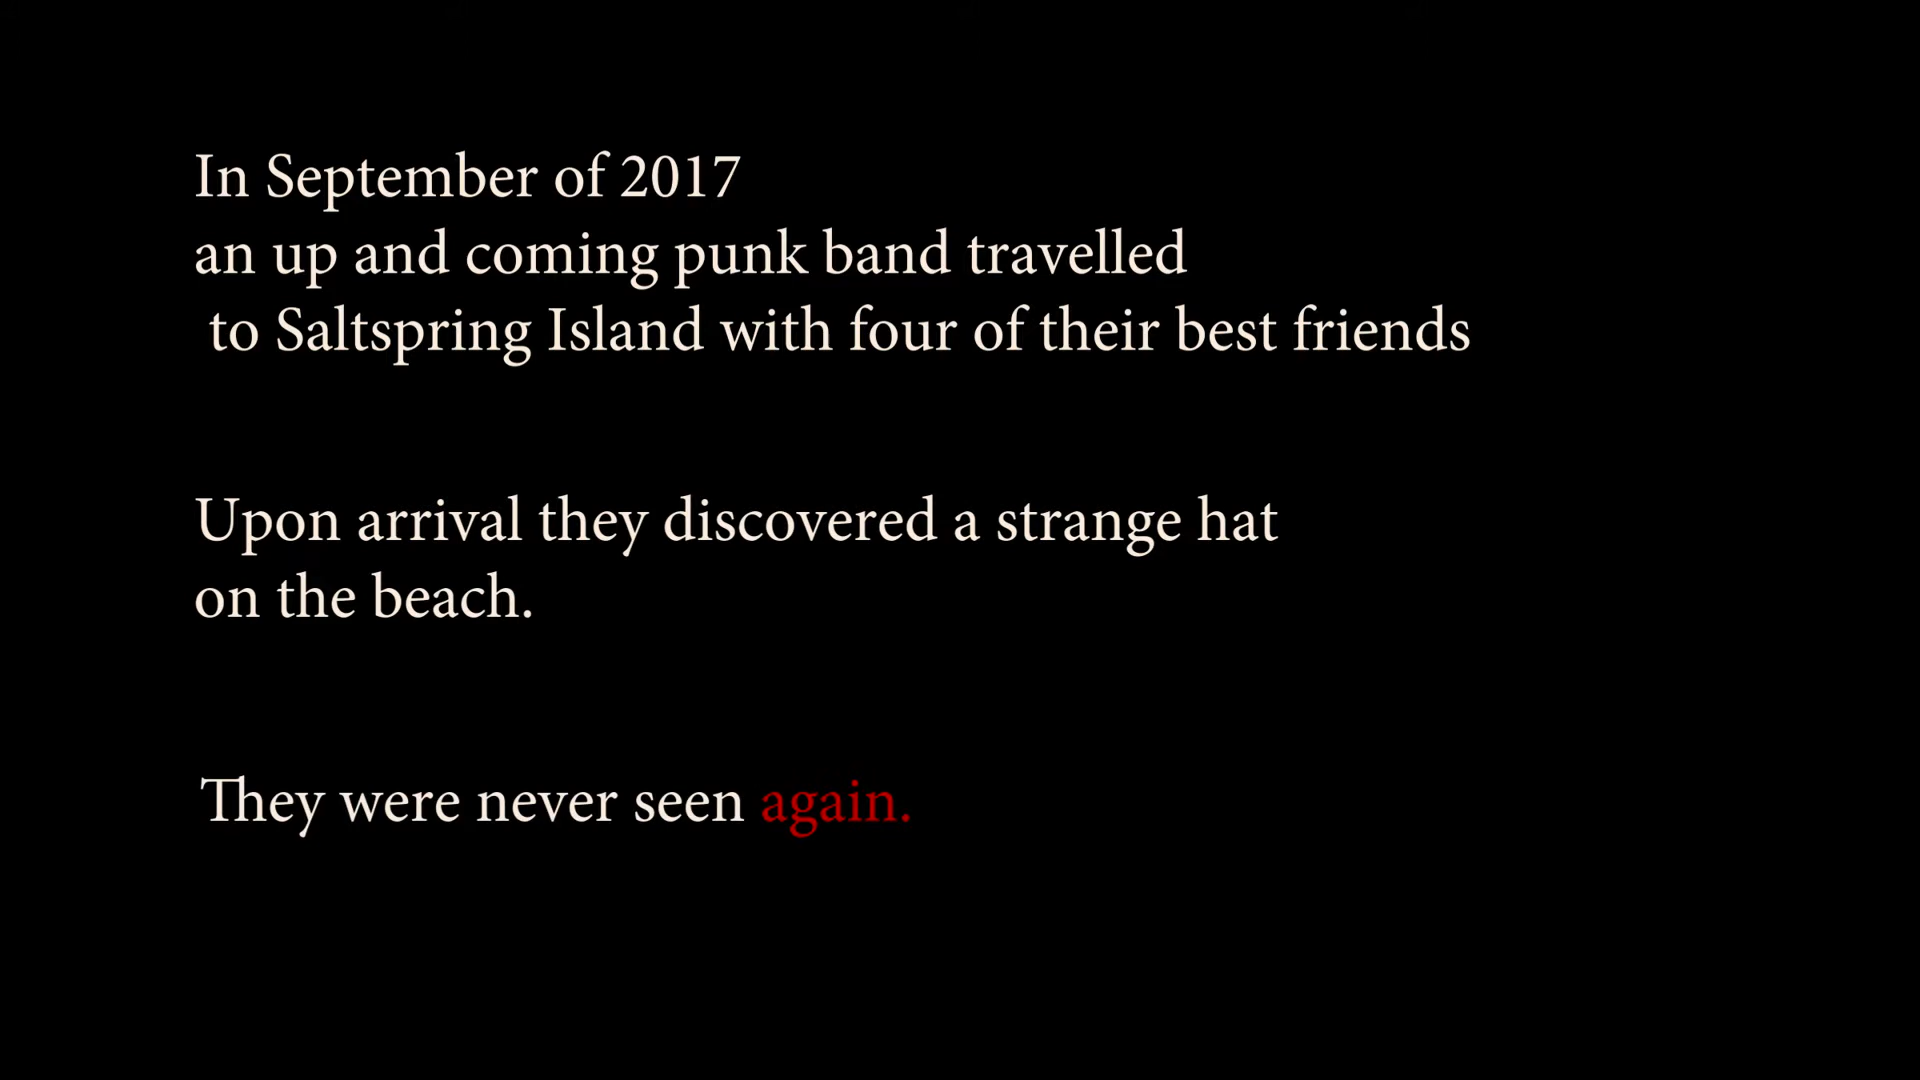 In September of 2017
an up and coming punk band travelled
to Saltspring Island with four of their best friends
Upon arrival they discovered a strange hat
on the beach.
They were never seen again.